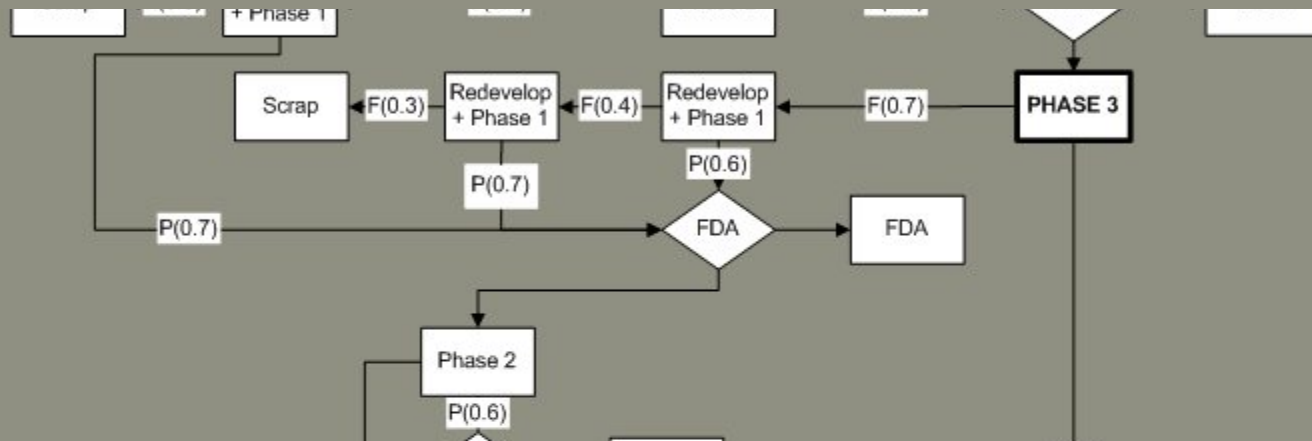 + Phase 1
Scrap
F(0.3)
Redevelop
+ Phase 1
F(0.4)
Redevelop
+ Phase 1
F(0.7)
PHASE 3
P(0.6)
P(0.7)
P(0.7)
FDA
FDA
Phase 2
P(0.6)